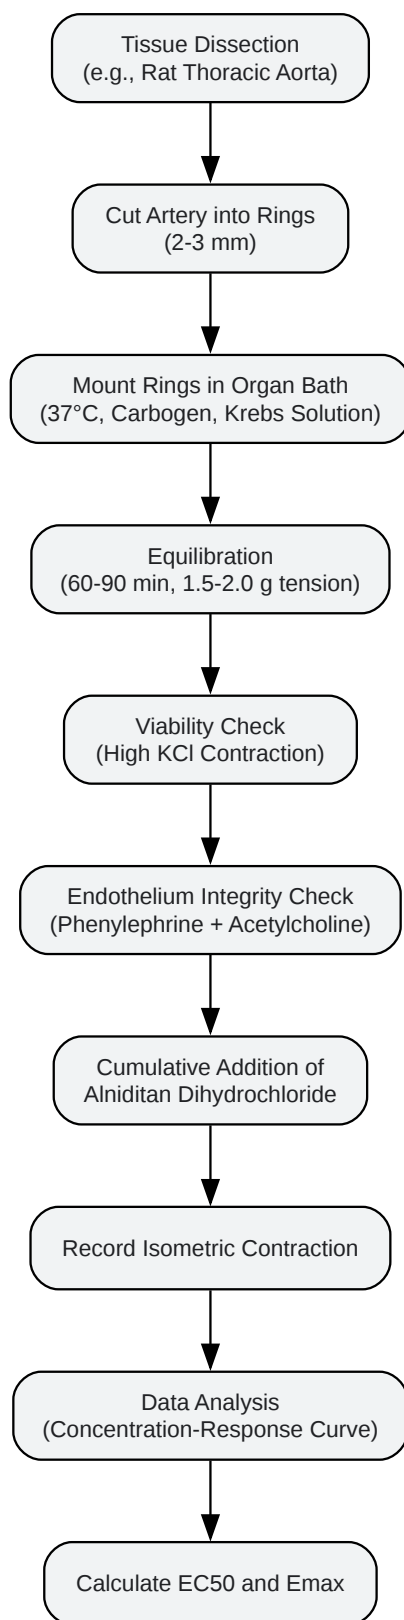 Tissue Dissection
(e.g., Rat Thoracic Aorta)
Cut Artery into Rings
(2-3 mm)
Mount Rings in Organ Bath
(37°C, Carbogen, Krebs Solution)
Equilibration
(60-90 min, 1.5-2.0 g tension)
Viability Check
(High KCl Contraction)
Endothelium Integrity Check
(Phenylephrine + Acetylcholine)
Cumulative Addition of
Alniditan Dihydrochloride
Record Isometric Contraction
Data Analysis
(Concentration-Response Curve)
Calculate EC50 and Emax